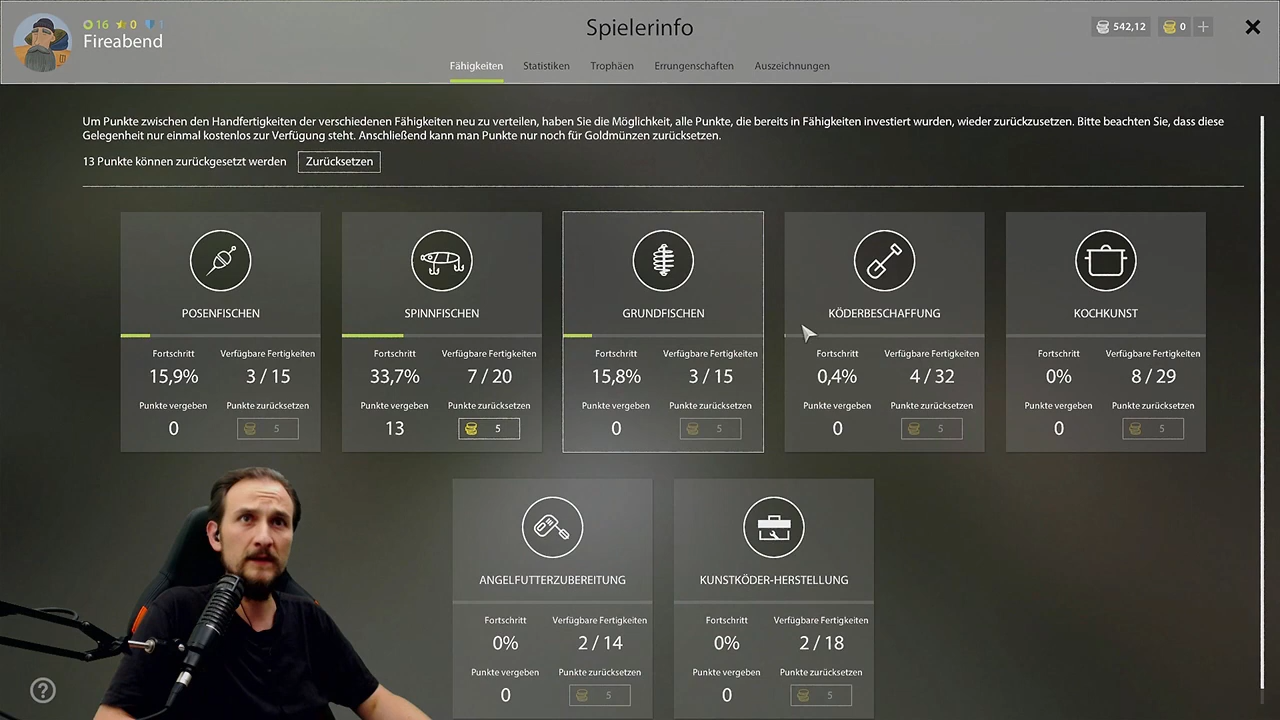 16 0 1
Fireabend
Spielerinfo
542,12 0 +
Fähigkeiten Statistiken Trophäen Errungenschaften Auszeichnungen
Um Punkte zwischen den Handfertigkeiten der verschiedenen Fähigkeiten neu zu verteilen, haben Sie die Möglichkeit, alle Punkte, die bereits in Fähigkeiten investiert wurden, wieder zurückzusetzen. Bitte beachten Sie, dass diese
Gelegenheit nur einmal kostenlos zur Verfügung steht. Anschließend kann man Punkte nur noch für Goldmünzen zurücksetzen.
13 Punkte können zurückgesetzt werden Zurücksetzen
POSENFISCHEN
Fortschritt Verfügbare Fertigkeiten
15,9% 3 / 15
Punkte vergeben Punkte zurücksetzen
0 5
SPINNFISCHEN
Fortschritt Verfügbare Fertigkeiten
33,7% 7 / 20
Punkte vergeben Punkte zurücksetzen
13 5
GRUNDFISCHEN
Fortschritt Verfügbare Fertigkeiten
15,8% 3 / 15
Punkte vergeben Punkte zurücksetzen
0 5
KÖDERBESCHAFFUNG
Fortschritt Verfügbare Fertigkeiten
0,4% 4 / 32
Punkte vergeben Punkte zurücksetzen
0 5
KOCHKUNST
Fortschritt Verfügbare Fertigkeiten
0% 8 / 29
Punkte vergeben Punkte zurücksetzen
0 5
ANGELFUTTERZUBEREITUNG
Fortschritt Verfügbare Fertigkeiten
0% 2 / 14
Punkte vergeben Punkte zurücksetzen
0 5
KUNSTKÖDER-HERSTELLUNG
Fortschritt Verfügbare Fertigkeiten
0% 2 / 18
Punkte vergeben Punkte zurücksetzen
0 5
?